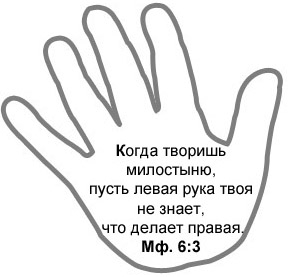 Когда творишь
милостыню,
пусть левая рука твоя
не знает,
что делает правая.
Мф. 6:3